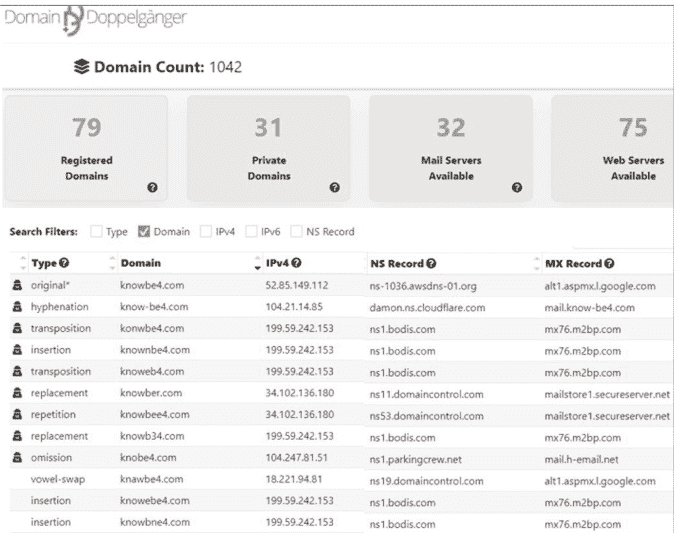 Domain Doppelgänger
Domain Count: 1042
79 31 32 75
Registered Domains Private Domains Mail Servers Available Web Servers Available
Search Filters: Type Domain IPv4 IPv6 NS Record
Type Domain IPv4 NS Record MX Record
original* knowbe4.com 52.85.149.112 ns-1036.awsdns-01.org alt1.aspmx.l.google.com
hyphenation know-be4.com 104.21.14.85 damon.ns.cloudflare.com mail.know-be4.com
transposition konwbe4.com 199.59.242.153 ns1.bodis.com mx76.m2bp.com
insertion knownbe4.com 199.59.242.153 ns1.bodis.com mx76.m2bp.com
transposition knoweb4.com 199.59.242.153 ns1.bodis.com mx76.m2bp.com
replacement knowber.com 34.102.136.180 ns11.domaincontrol.com mailstore1.secureserver.net
repetition knowbee4.com 34.102.136.180 ns53.domaincontrol.com mailstore1.secureserver.net
replacement knowb34.com 199.59.242.153 ns1.bodis.com mx76.m2bp.com
omission knobe4.com 104.247.81.51 ns1.parkingcrew.net mail.h-email.net
vowel-swap knawbe4.com 18.221.94.81 ns19.domaincontrol.com alt1.aspmx.l.google.com
insertion knowebe4.com 199.59.242.153 ns1.bodis.com mx76.m2bp.com
insertion knowbne4.com 199.59.242.153 ns1.bodis.com mx76.m2bp.com